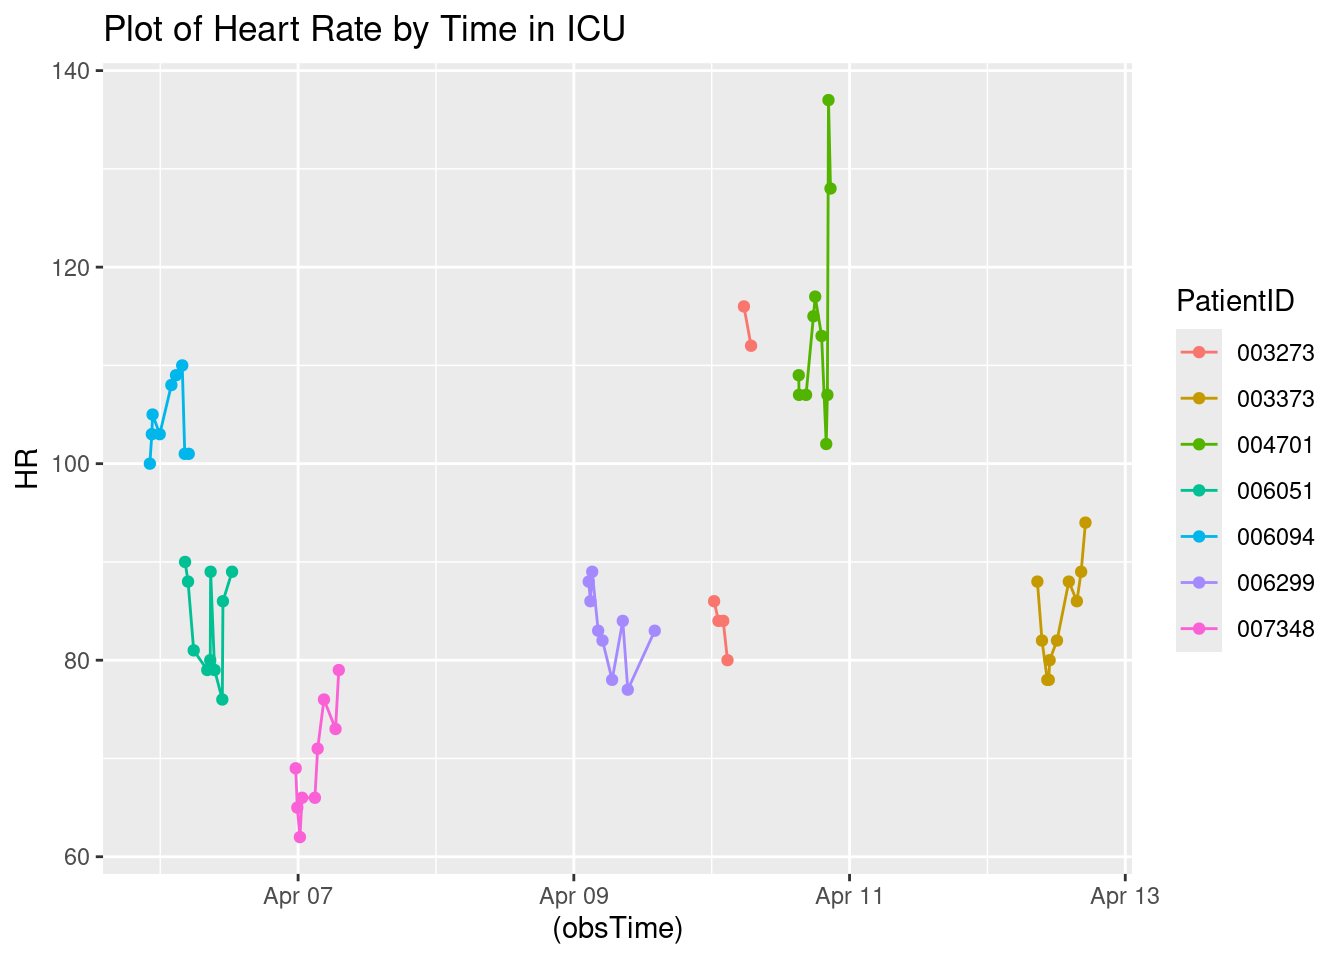 Plot of Heart Rate by Time in ICU
140
120
100
80
60
HR
Apr 07
Apr 09
Apr 11
Apr 13
(obsTime)
PatientID
003273
003373
004701
006051
006094
006299
007348